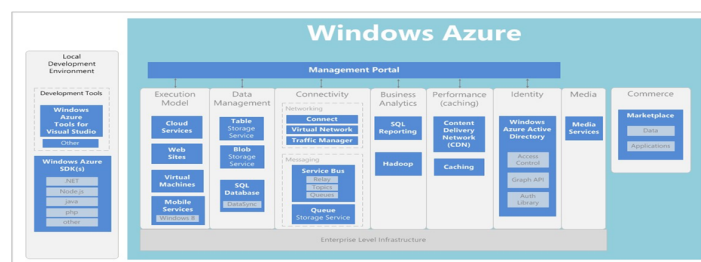 Windows Azure
Local
Development
Environment
Development Tools
Windows
Azure
Tools for
Visual Studio
Other
Windows Azure
SDK(s)
.NET
Node.js
java
php
other
Management Portal
Execution
Model
Cloud
Services
Web
Sites
Virtual
Machines
Mobile
Services
Windows 8
Data
Management
Table
Storage Service
Blob
Storage
Service
SQL
Database
DataSync
Connectivity
Networking
Connect
Virtual Network
Traffic Manager
Messaging
Service Bus
Relay
Topics
Queues
Queue
Storage Service
Business
Analytics
SQL
Reporting
Hadoop
Performance
(caching)
Content
Delivery
Network
(CDN)
Caching
Identity
Windows
Azure Active
Directory
Access
Control
Graph API
Auth
Library
Media
Media
Services
Commerce
Marketplace
Data
Applications
Enterprise Level Infrastructure